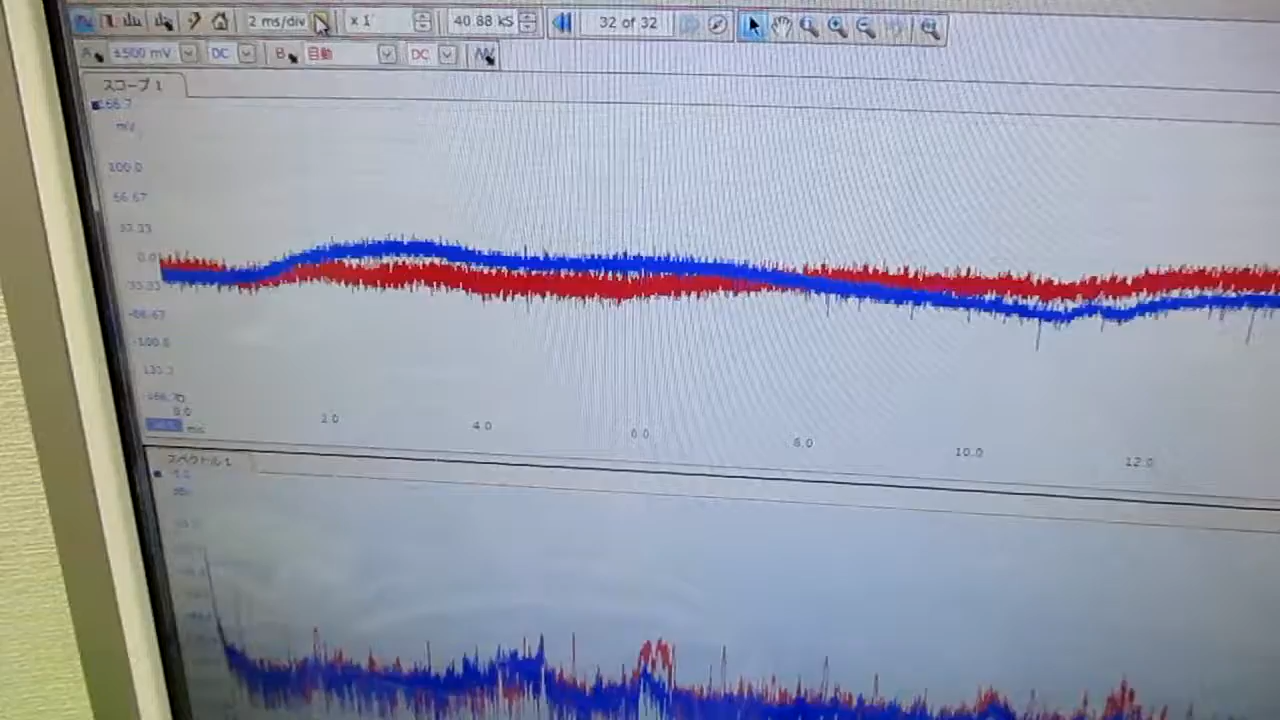 2 ms/div x 1 40.88 kS 32 of 32
A ±500 mV DC B 自動 DC
スコープ 1
mV
100.0
66.67
33.33
0.0
-66.67
-100.0
0.0 2.0 4.0 6.0 8.0 10.0 12.0
ms
スペクトル 1